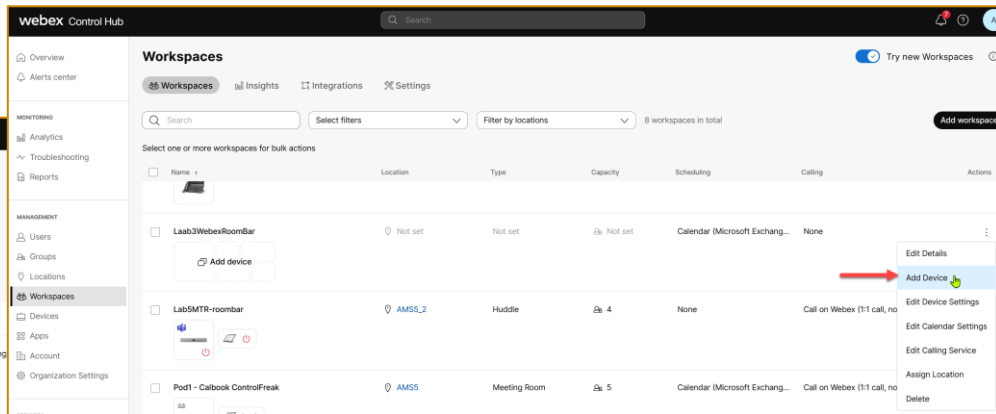 webex Control Hub
Search
7
Overview
Alerts center
MONITORING
Analytics
Troubleshooting
Reports
MANAGEMENT
Users
Groups
Locations
Workspaces
Devices
Apps
Account
Organization Settings
Workspaces
Try new Workspaces
Workspaces Insights Integrations Settings
Search Select filters Filter by locations 8 workspaces in total Add workspace
Select one or more workspaces for bulk actions
Name Location Type Capacity Scheduling Calling Actions
Laab3WebexRoomBar Not set Not set Not set Calendar (Microsoft Exchang... None
Add device
Edit Details
Add Device
Edit Device Settings
Edit Calendar Settings
Edit Calling Service
Assign Location
Delete
Lab5MTR-roombar AMS5_2 Huddle 4 None Call on Webex (1:1 call, no
Pod1 - Calbook ControlFreak AMS5 Meeting Room 5 Calendar (Microsoft Exchang... Call on Webex (1:1 call, no